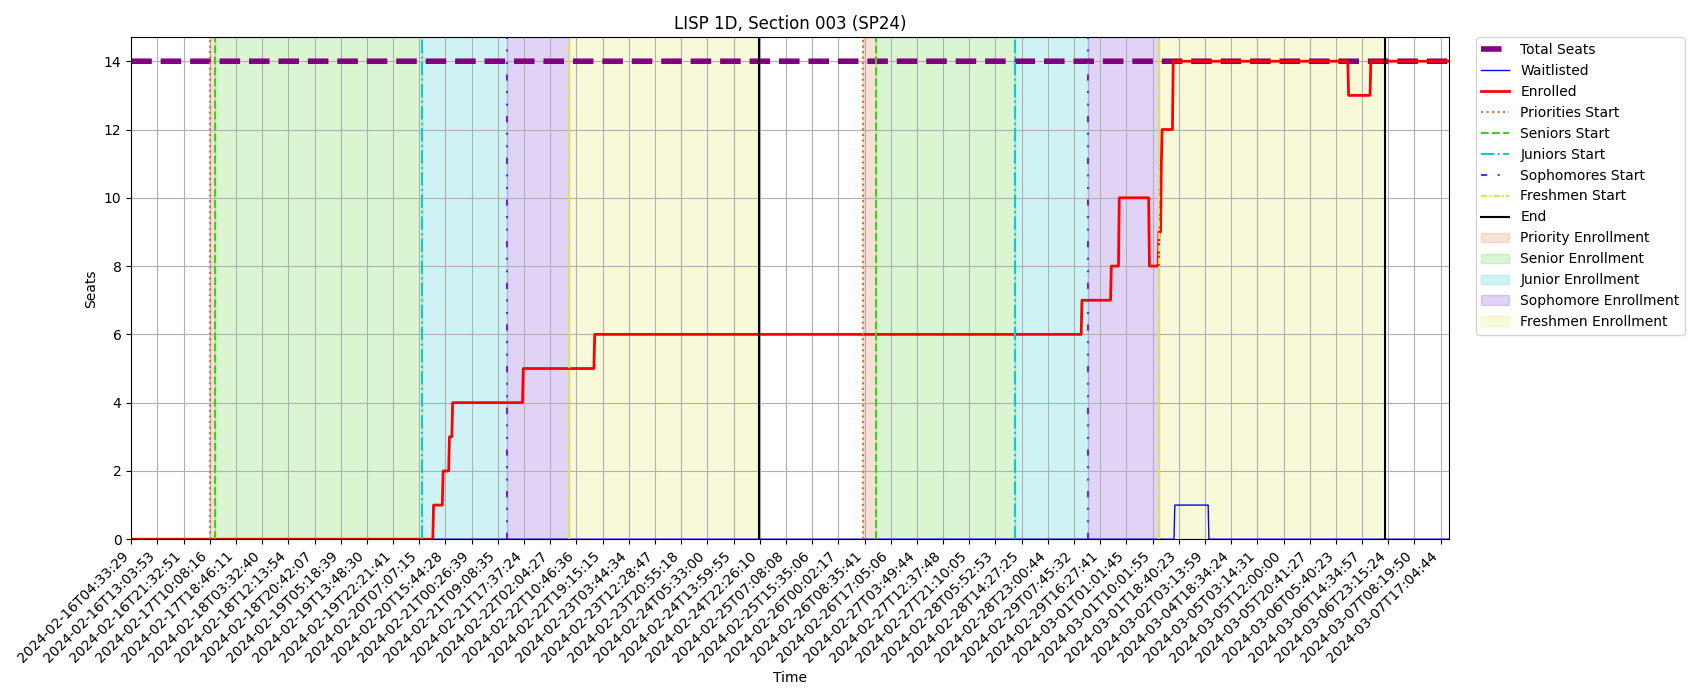 LISP 1D, Section 003 (SP24)
Seats
14
12
10
8
6
4
2
0
2024-02-16T04:33:29
2024-02-16T13:03:53
2024-02-16T21:32:51
2024-02-17T10:08:16
2024-02-17T18:46:11
2024-02-18T03:32:40
2024-02-18T12:13:54
2024-02-18T20:42:07
2024-02-19T05:18:39
2024-02-19T13:48:30
2024-02-19T22:21:41
2024-02-20T07:07:15
2024-02-20T15:44:28
2024-02-21T00:26:39
2024-02-21T09:08:35
2024-02-21T17:37:24
2024-02-22T02:04:27
2024-02-22T10:46:36
2024-02-22T19:15:15
2024-02-23T03:44:34
2024-02-23T12:28:47
2024-02-23T20:55:18
2024-02-24T05:33:00
2024-02-24T13:59:55
2024-02-24T22:26:10
2024-02-25T07:08:08
2024-02-25T15:35:06
2024-02-26T00:02:17
2024-02-26T08:35:41
2024-02-26T17:05:06
2024-02-27T03:49:44
2024-02-27T12:37:48
2024-02-27T21:10:05
2024-02-28T05:52:53
2024-02-28T14:27:25
2024-02-28T23:00:44
2024-02-29T07:45:32
2024-02-29T16:27:41
2024-03-01T01:01:45
2024-03-01T10:01:55
2024-03-01T18:40:23
2024-03-02T03:13:59
2024-03-04T18:34:24
2024-03-05T03:14:31
2024-03-05T12:00:00
2024-03-05T20:41:27
2024-03-06T05:40:23
2024-03-06T14:34:57
2024-03-06T23:15:24
2024-03-07T08:19:50
2024-03-07T17:04:44
Time
Total Seats
Waitlisted
Enrolled
Priorities Start
Seniors Start
Juniors Start
Sophomores Start
Freshmen Start
End
Priority Enrollment
Senior Enrollment
Junior Enrollment
Sophomore Enrollment
Freshmen Enrollment